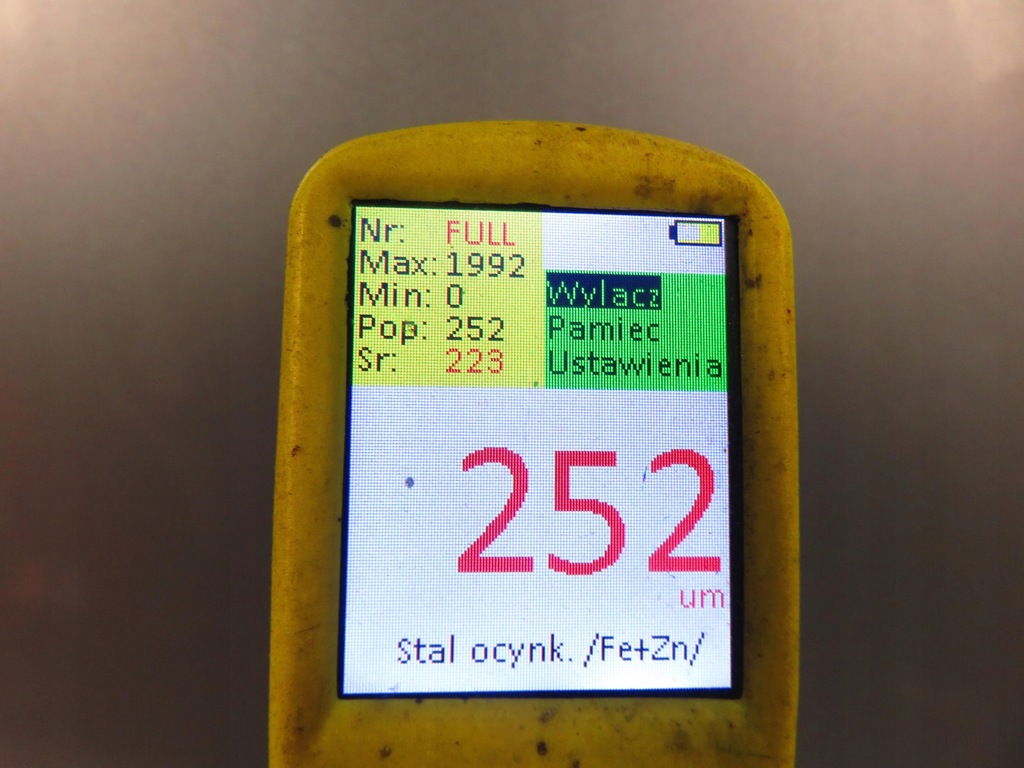 Nr: FULL
Max: 1992
Min: 0
Pop: 252
Sr: 223
Wylacz
Pamiec
Ustawienia
252
um
Stal ocynk. /Fe+Zn/